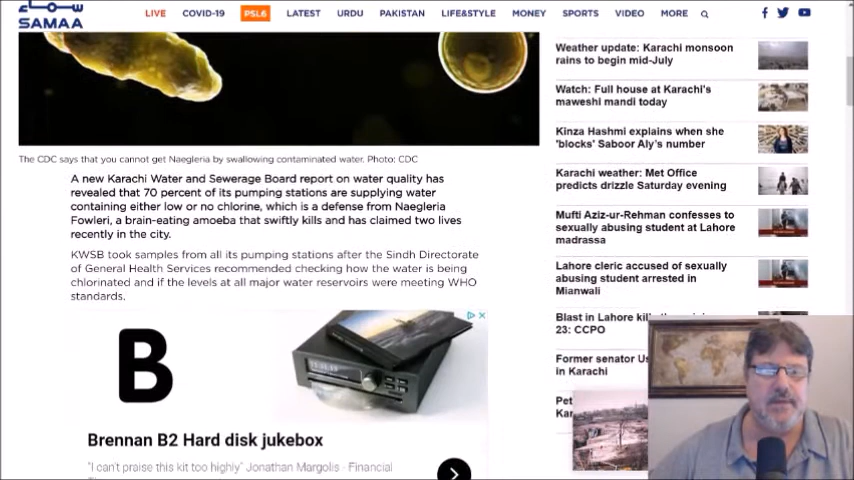 SAMAA
LIVE COVID-19 PSL6 LATEST URDU PAKISTAN LIFE&STYLE MONEY SPORTS VIDEO MORE
The CDC says that you cannot get Naegleria by swallowing contaminated water. Photo: CDC
A new Karachi Water and Sewerage Board report on water quality has
revealed that 70 percent of its pumping stations are supplying water
containing either low or no chlorine, which is a defense from Naegleria
Fowleri, a brain-eating amoeba that swiftly kills and has claimed two lives
recently in the city.
KWSB took samples from all its pumping stations after the Sindh Directorate
of General Health Services recommended checking how the water is being
chlorinated and if the levels at all major water reservoirs were meeting WHO
standards.
B
Brennan B2 Hard disk jukebox
"I can't praise this kit too highly" Jonathan Margolis - Financial
Weather update: Karachi monsoon
rains to begin mid-July
Watch: Full house at Karachi's
maweshi mandi today
Kinza Hashmi explains when she
'blocks' Saboor Aly's number
Karachi weather: Met Office
predicts drizzle Saturday evening
Mufti Aziz-ur-Rehman confesses to
sexually abusing student at Lahore
madrassa
Lahore cleric accused of sexually
abusing student arrested in
Mianwali
Blast in Lahore
23: CCPO
Former senator
in Karachi